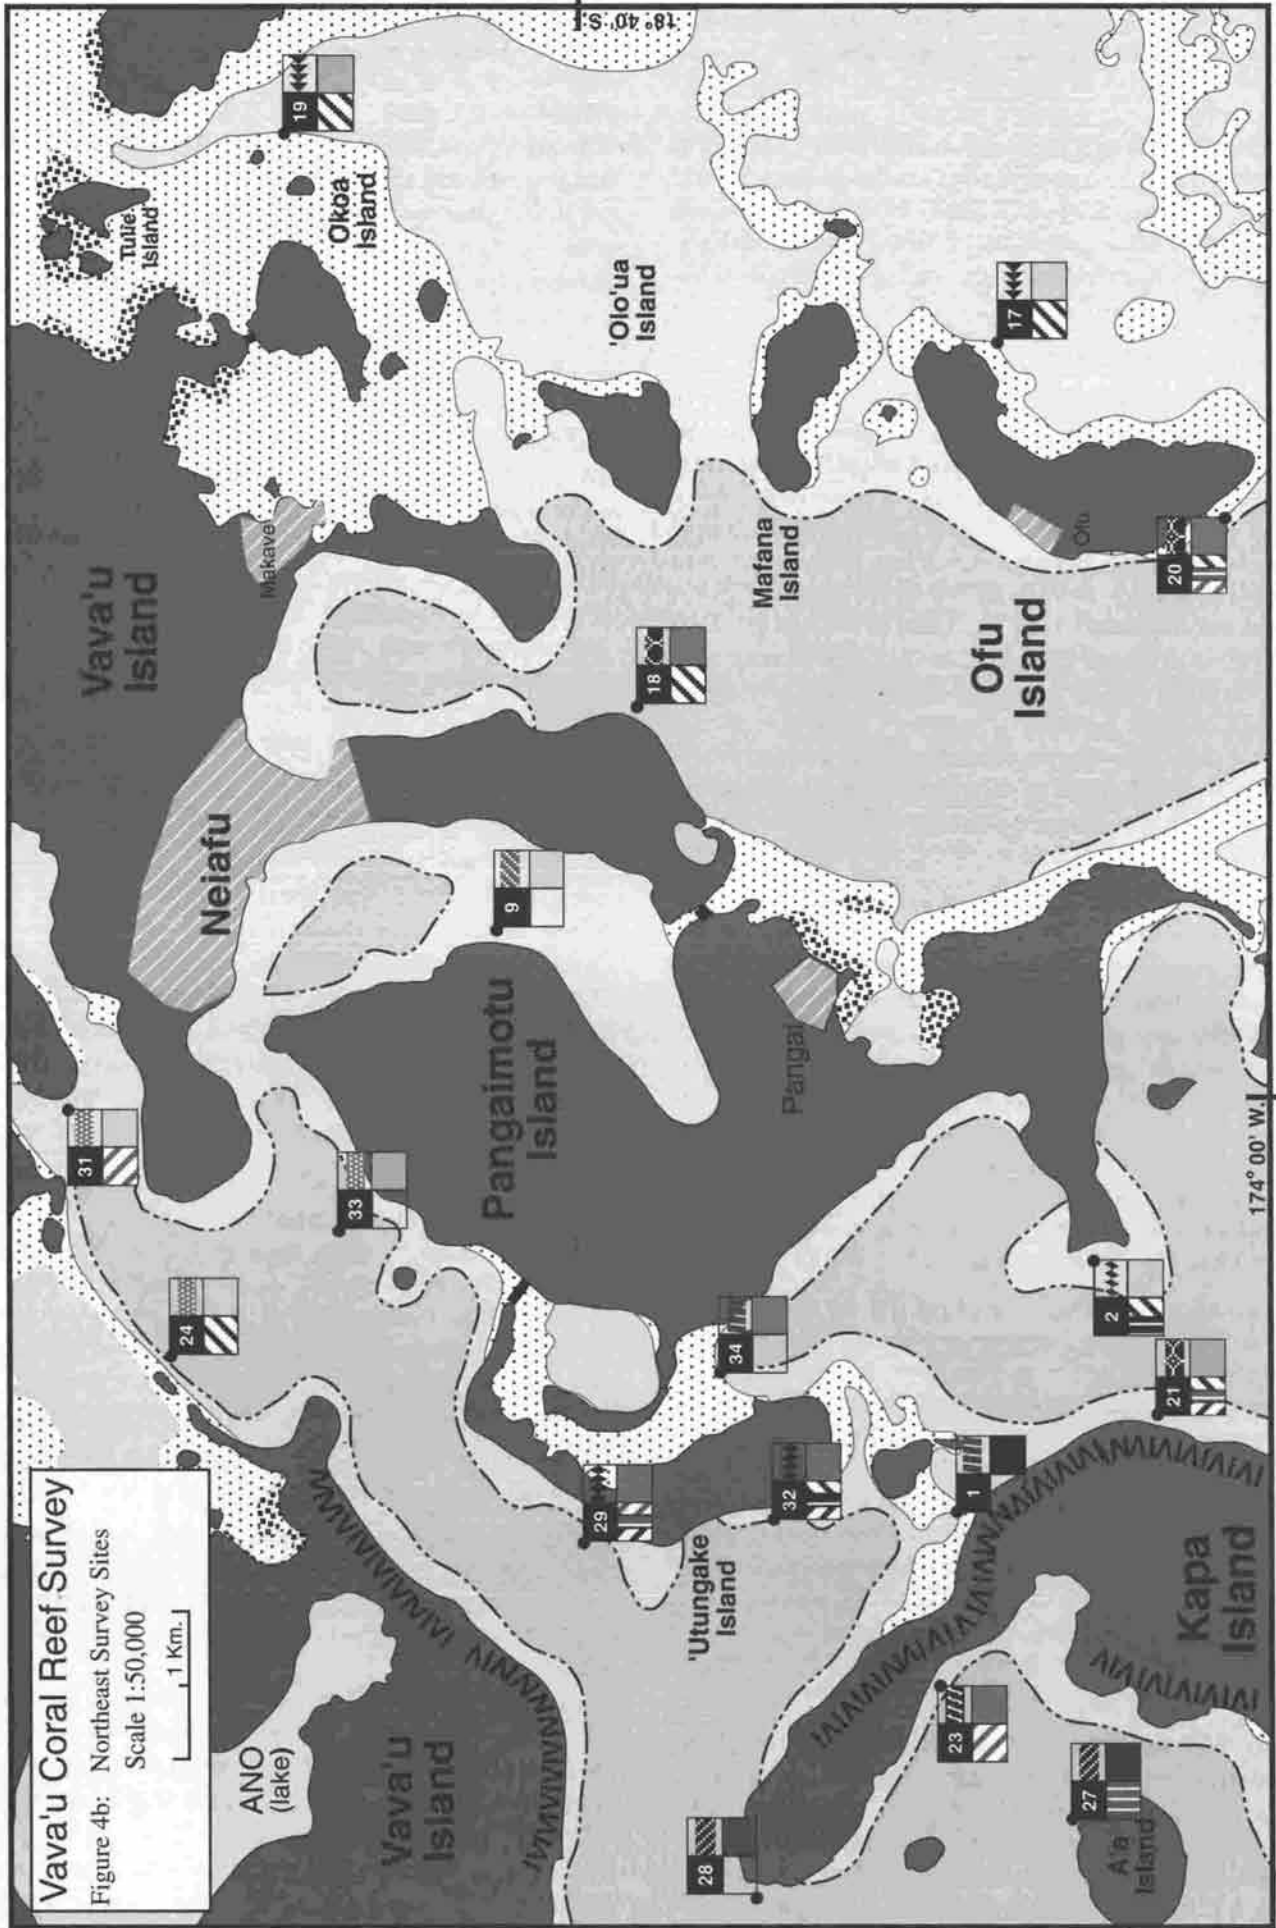 Vava'u Coral Reef Survey
Figure 4b: Northeast Survey Sites
Scale 1:50,000
1 Km.
ANO
(lake)
Vava'u
Island
28
A'a
Island
27
23
Kapa
Island
'Utungake
Island
29
32
1
24
31
33
34
21
2
174° 00' W.
Pangaimotu
Island
Pangai
Neiafu
9
Vava'u
Island
Makave
18
Mafana
Island
Ofu
Island
Ofu
20
17
'Olo'ua
Island
Okoa
Island
Tulie
Island
19
18° 40' S.